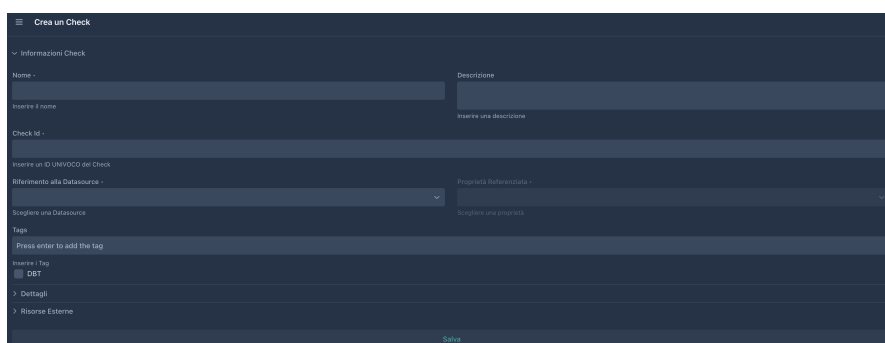 Crea un Check
Informazioni Check
Nome -
Descrizione
Inserire il nome
Inserire una descrizione
Check Id -
Inserire un ID UNIVOCO del Check
Riferimento alla Datasource -
Proprietà Referenziata -
Scegliere una Datasource
Scegliere una proprietà
Tags
Press enter to add the tag
Inserire i Tag
DBT
Dettagli
Risorse Esterne
Salva